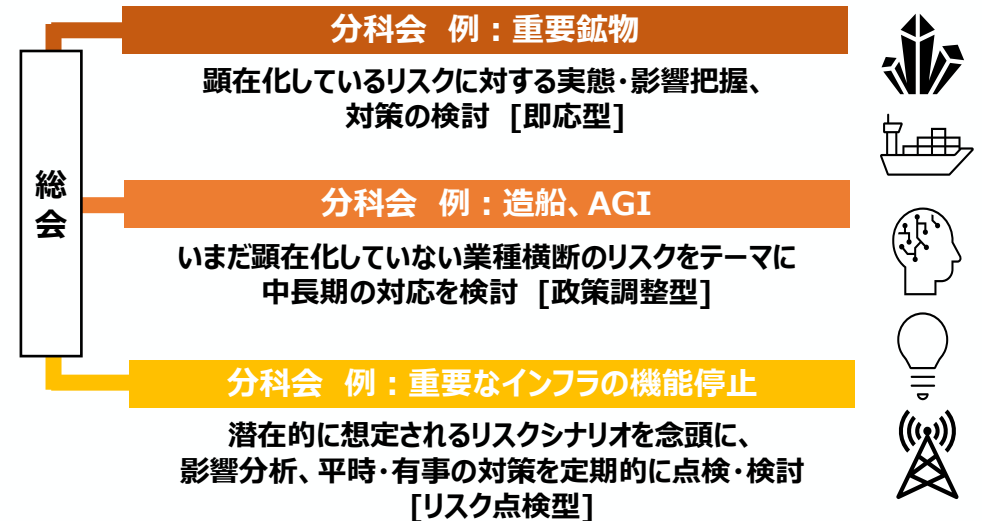 分科会 例：重要鉱物
顕在化しているリスクに対する実態・影響把握、
対策の検討 [即応型]
総会
分科会 例：造船、AGI
いまだ顕在化していない業種横断のリスクをテーマに
中長期の対応を検討 [政策調整型]
分科会 例：重要なインフラの機能停止
潜在的に想定されるリスクシナリオを念頭に、
影響分析、平時・有事の対策を定期的に点検・検討
[リスク点検型]